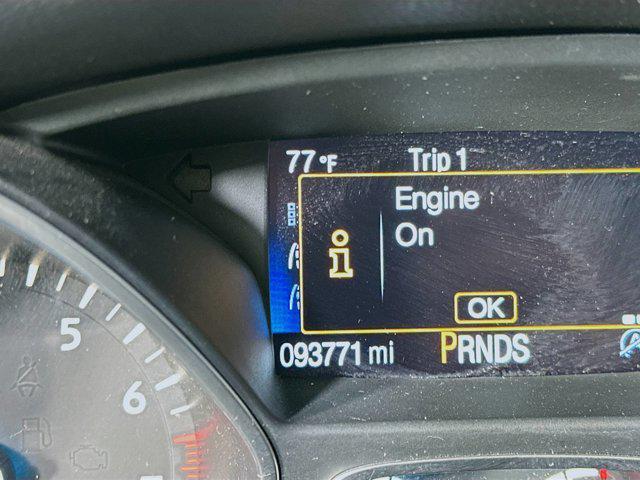 77°F Trip 1
Engine
On
i
OK
093771 mi PRNDS
5
6